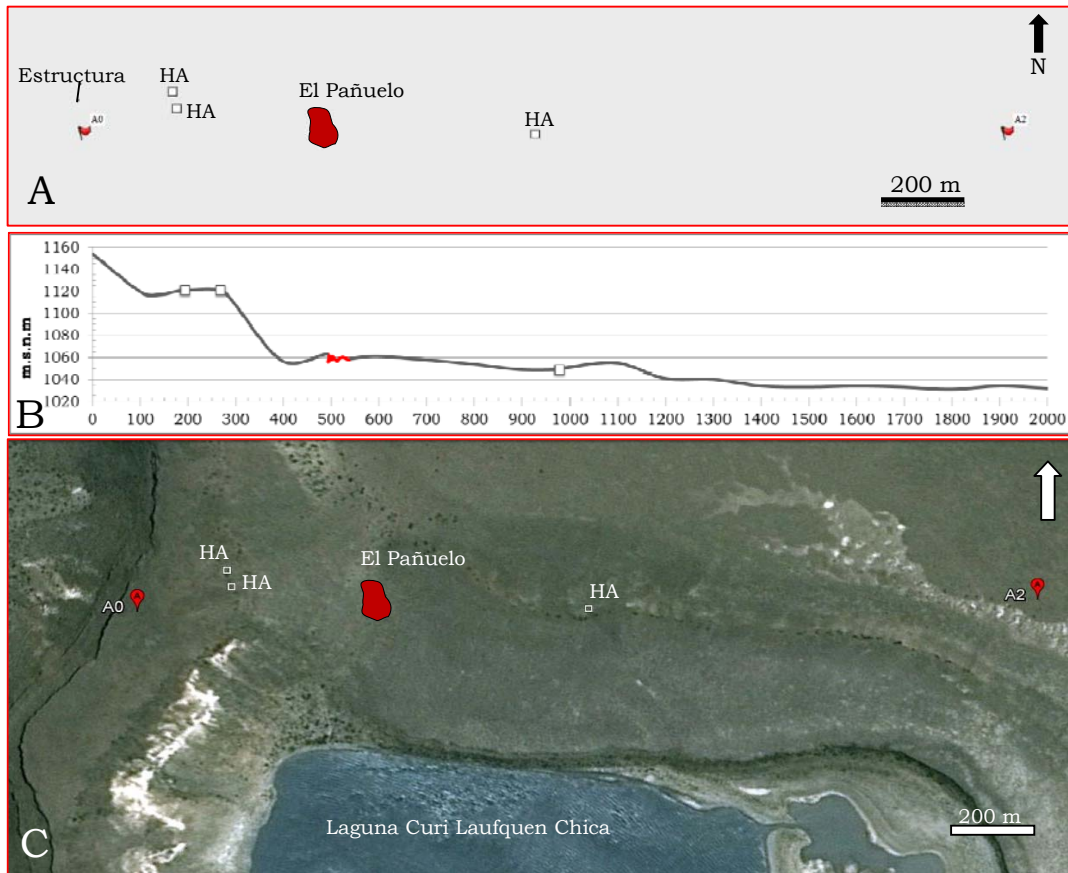 N
Estructura
HA
A0
HA
El Pañuelo
HA
A2
200 m
A
1160
1140
1120
1100
1080
1060
1040
1020
m.s.n.m
0 100 200 300 400 500 600 700 800 900 1000 1100 1200 1300 1400 1500 1600 1700 1800 1900 2000
B
HA
HA
El Pañuelo
HA
A0
A2
Laguna Curi Laufquen Chica
200 m
C